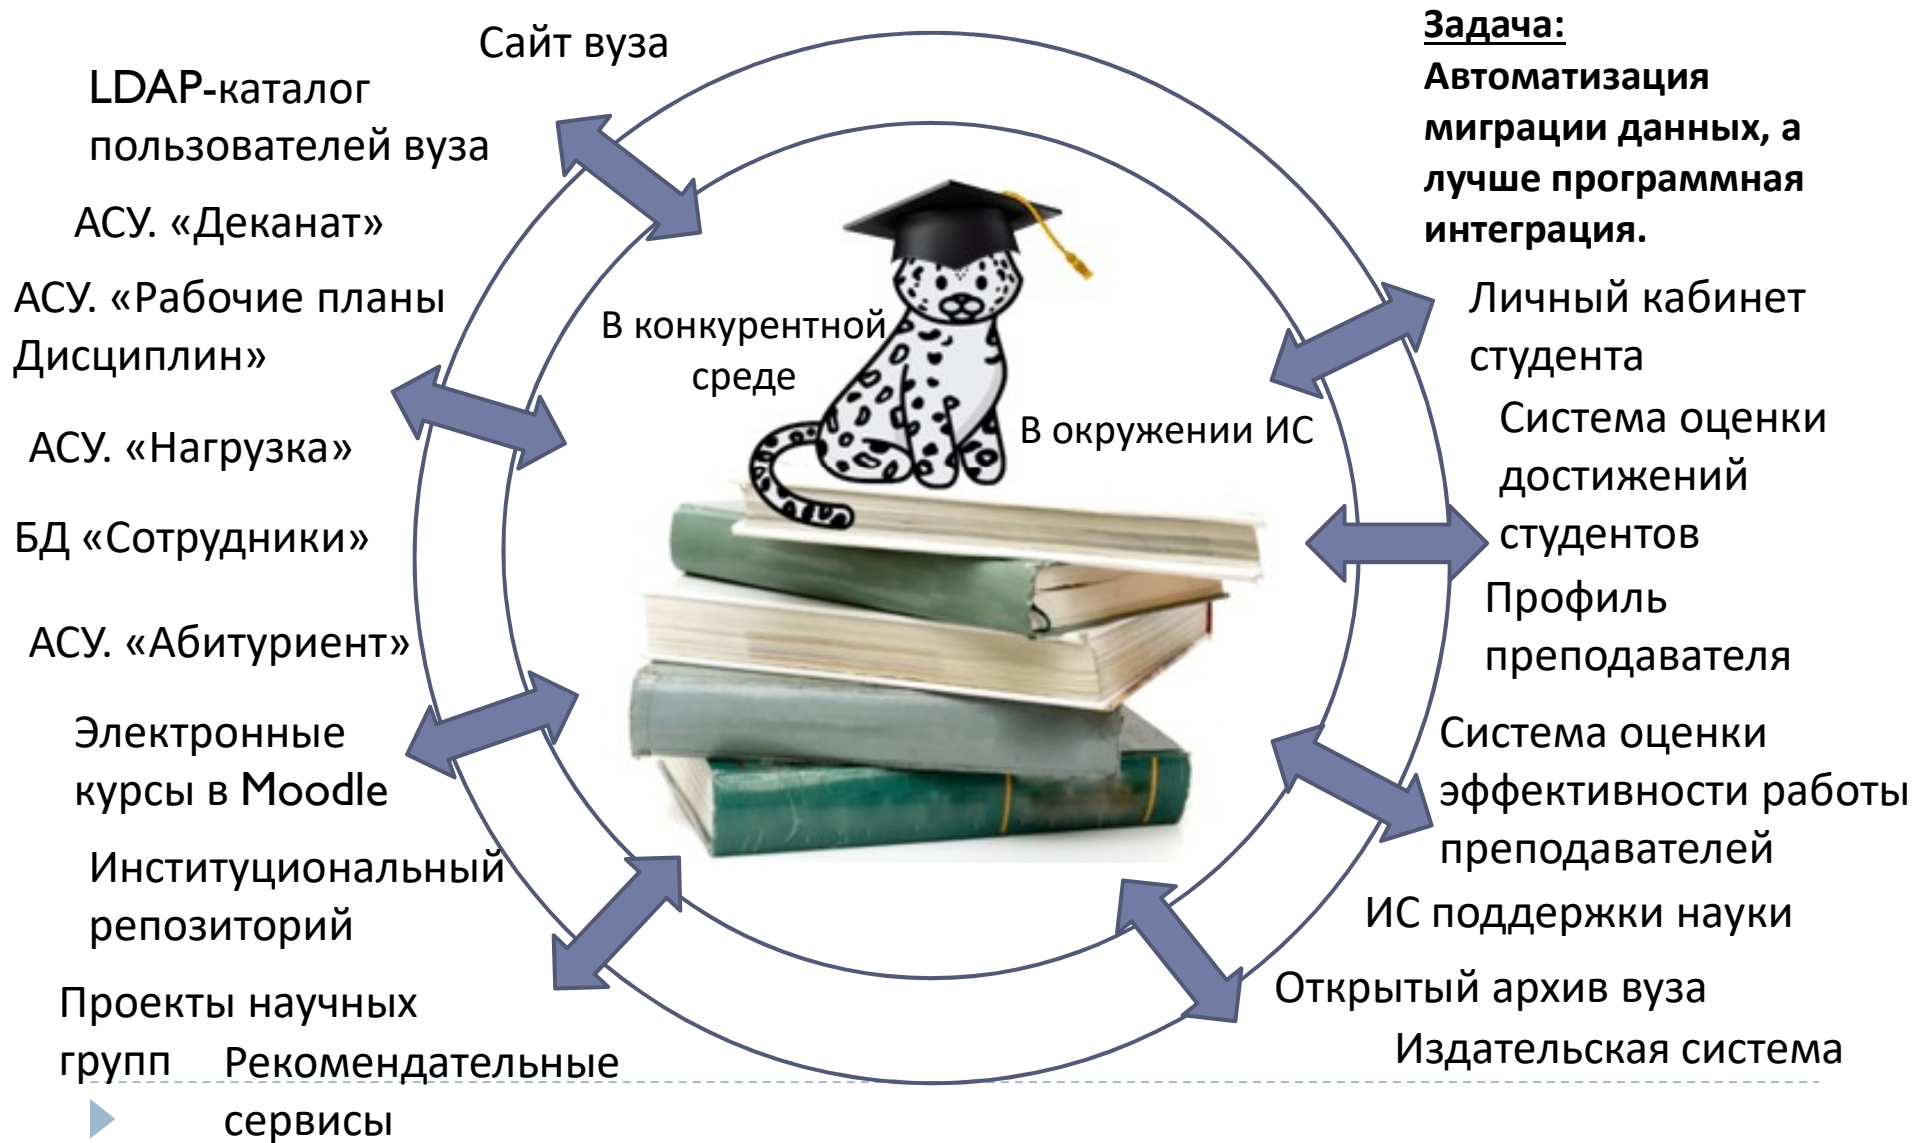 Сайт вуза
LDAP-каталог
пользователей вуза
АСУ. «Деканат»
АСУ. «Рабочие планы
Дисциплин»
АСУ. «Нагрузка»
БД «Сотрудники»
АСУ. «Абитуриент»
Электронные
курсы в Moodle
Институциональный
репозиторий
Проекты научных
групп
Рекомендательные
сервисы
В конкурентной
среде
В окружении ИС
Задача:
Автоматизация
миграции данных, а
лучше программная
интеграция.
Личный кабинет
студента
Система оценки
достижений
студентов
Профиль
преподавателя
Система оценки
эффективности работы
преподавателей
ИС поддержки науки
Открытый архив вуза
Издательская система